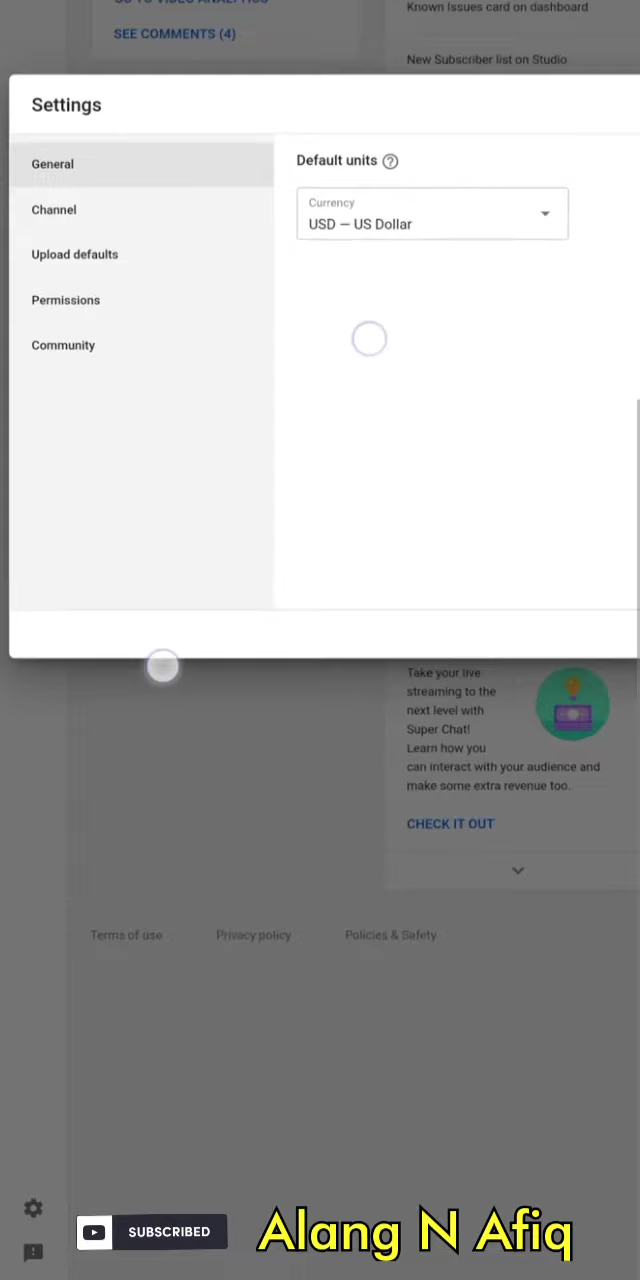 SEE COMMENTS (4)
Known Issues card on dashboard
New Subscriber list on Studio
Settings
General
Channel
Upload defaults
Permissions
Community
Default units
Currency
USD — US Dollar
Take your live
streaming to the
next level with
Super Chat!
Learn how you
can interact with your audience and
make some extra revenue too.
CHECK IT OUT
Terms of use
Privacy policy
Policies & Safety
SUBSCRIBED
Alang N Afiq